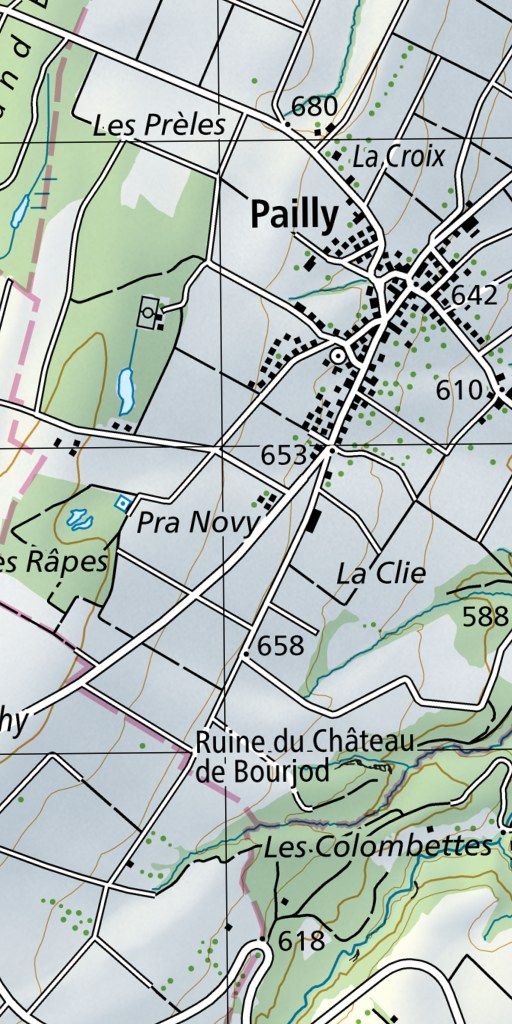 und
680
Les Prèles
La Croix
Pailly
642
610
653
Pra Novy
es Râpes
La Clie
588
658
hy
Ruine du Château
de Bourjod
Les Colombettes
618